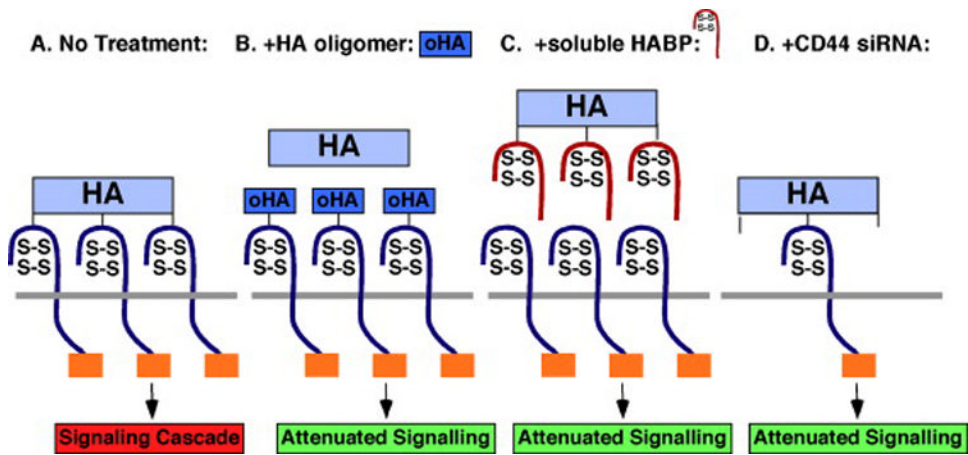 A. No Treatment: B. +HA oligomer: oHA C. +soluble HABP: S-S D. +CD44 siRNA:
S-S
HA
HA
HA
HA
S-S S-S S-S
S-S S-S S-S
oHA oHA oHA
S-S S-S S-S
S-S S-S S-S
S-S S-S S-S
S-S S-S S-S
S-S S-S S-S
S-S S-S S-S
S-S
S-S
Signaling Cascade
Attenuated Signalling
Attenuated Signalling
Attenuated Signalling